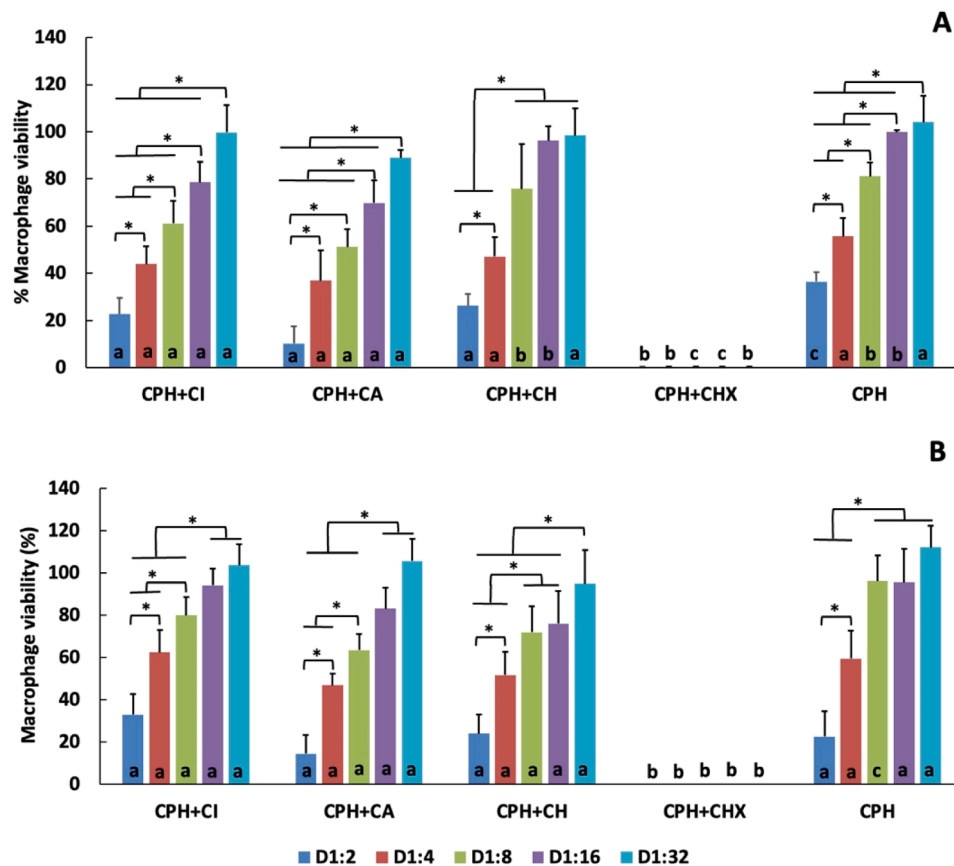 A
140
120
100
80
60
40
20
0
% Macrophage viability
* * * * * * * * * * * * * *
a a a a a a a a a a a a b b a b b c c b c a b b a
CPH+CI CPH+CA CPH+CH CPH+CHX CPH
B
140
120
100
80
60
40
20
0
Macrophage viability (%)
* * * * * * * * * * *
a a a a a a a a a a a a a a a b b b b b a a c a a
CPH+CI CPH+CA CPH+CH CPH+CHX CPH
D1:2 D1:4 D1:8 D1:16 D1:32